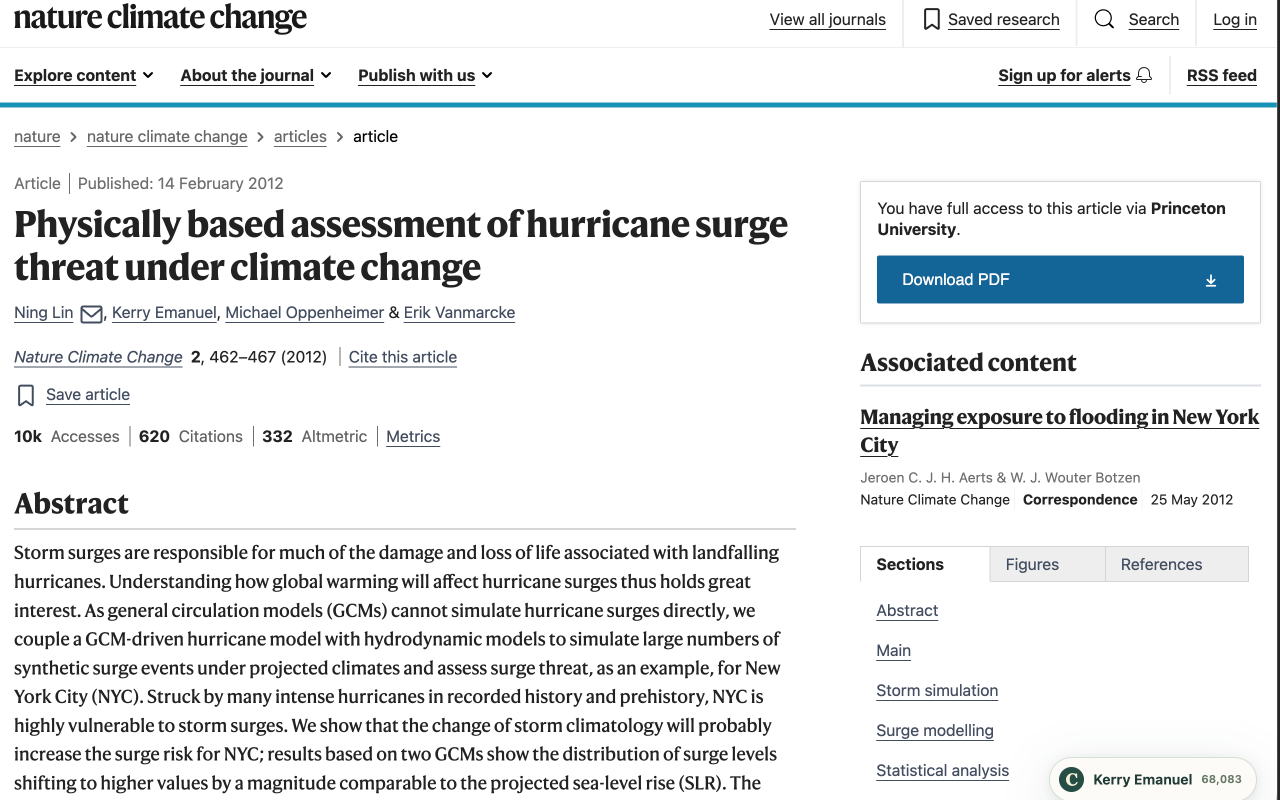 nature climate change
View all journals
Saved research
Search
Log in
Explore content
About the journal
Publish with us
Sign up for alerts
RSS feed
nature > nature climate change > articles > article
Article | Published: 14 February 2012
Physically based assessment of hurricane surge
threat under climate change
Ning Lin, Kerry Emanuel, Michael Oppenheimer & Erik Vanmarcke
Nature Climate Change 2, 462–467 (2012) | Cite this article
Save article
10k Accesses | 620 Citations | 332 Altmetric | Metrics
Abstract
Storm surges are responsible for much of the damage and loss of life associated with landfalling
hurricanes. Understanding how global warming will affect hurricane surges thus holds great
interest. As general circulation models (GCMs) cannot simulate hurricane surges directly, we
couple a GCM-driven hurricane model with hydrodynamic models to simulate large numbers of
synthetic surge events under projected climates and assess surge threat, as an example, for New
York City (NYC). Struck by many intense hurricanes in recorded history and prehistory, NYC is
highly vulnerable to storm surges. We show that the change of storm climatology will probably
increase the surge risk for NYC; results based on two GCMs show the distribution of surge levels
shifting to higher values by a magnitude comparable to the projected sea-level rise (SLR). The
You have full access to this article via Princeton
University.
Download PDF
Associated content
Managing exposure to flooding in New York
City
Jeroen C. J. H. Aerts & W. J. Wouter Botzen
Nature Climate Change Correspondence 25 May 2012
Sections
Figures
References
Abstract
Main
Storm simulation
Surge modelling
Statistical analysis
C Kerry Emanuel 68,083